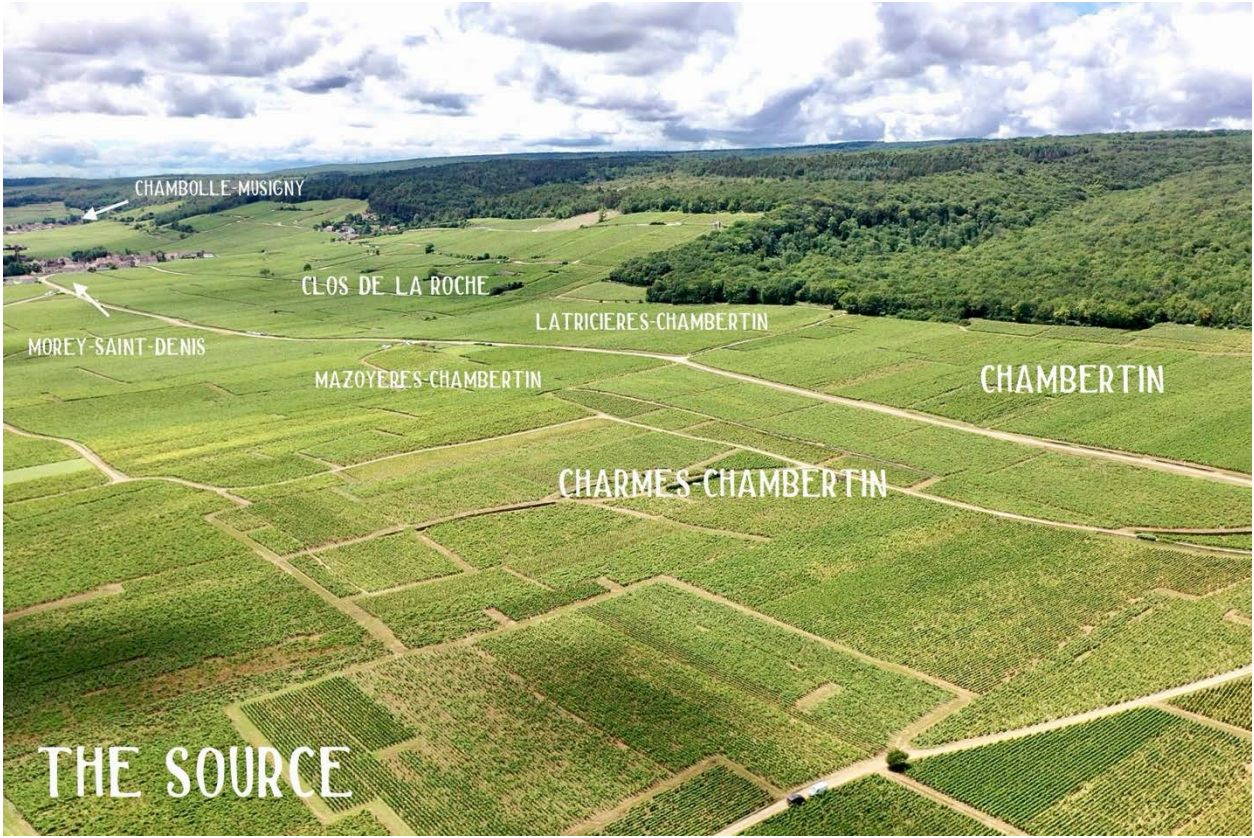 CHAMBOLLE-MUSIGNY
CLOS DE LA ROCHE
LATRICIERES-CHAMBERTIN
MOREY-SAINT-DENIS
MAZOYERES-CHAMBERTIN
CHAMBERTIN
CHARMES-CHAMBERTIN
THE SOURCE